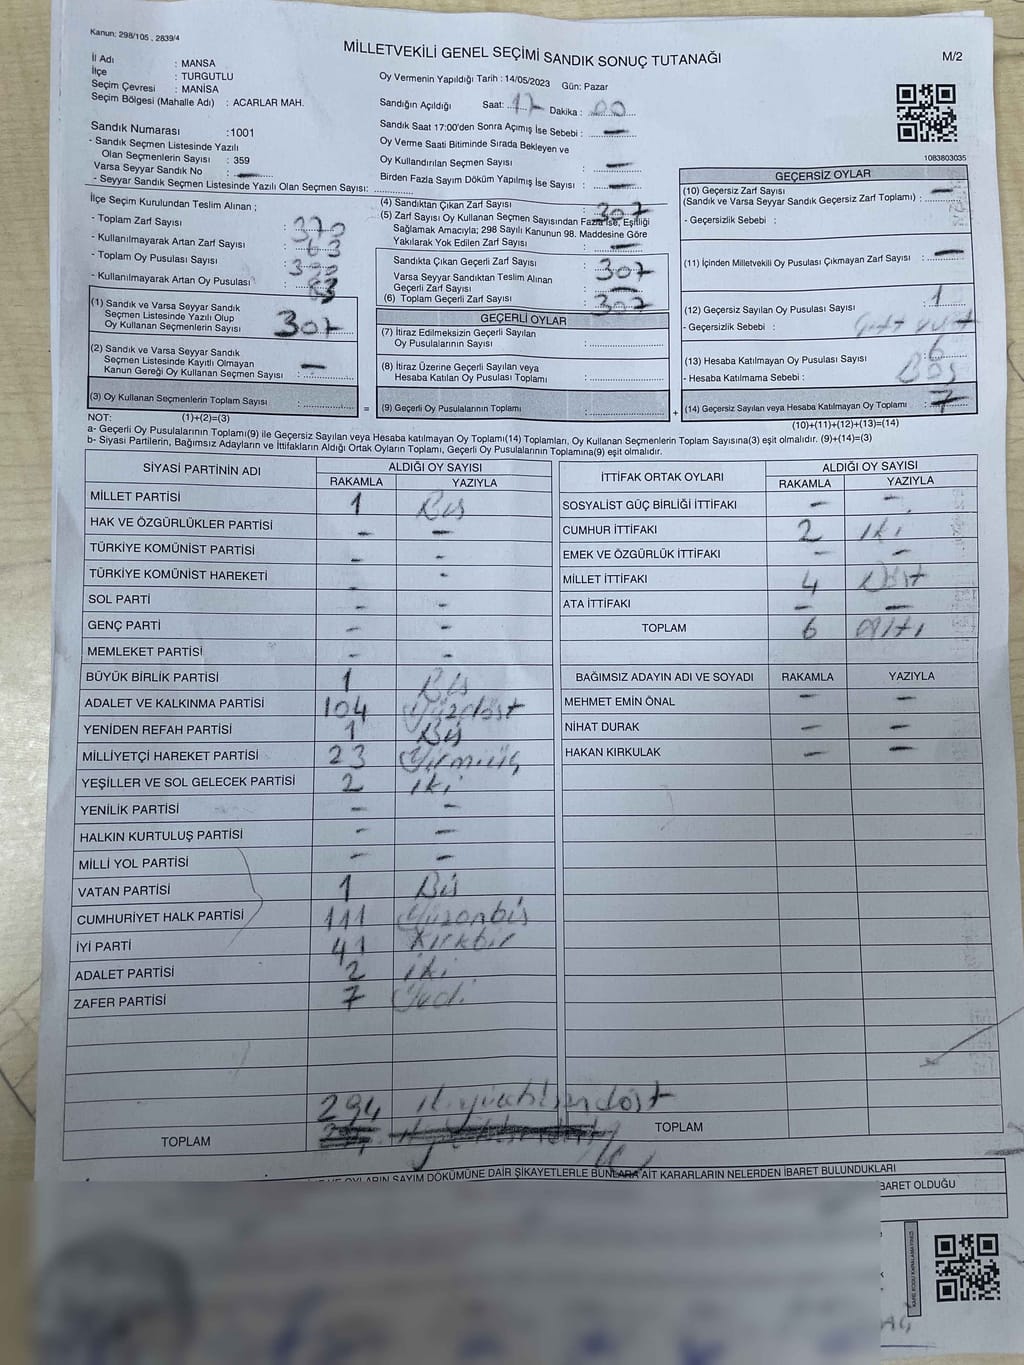 Kanun: 298/105 , 2839/4
MİLLETVEKİLİ GENEL SEÇİMİ SANDIK SONUÇ TUTANAĞI
M/2
İl Adı : MANSA
İlçe : TURGUTLU
Seçim Çevresi : MANİSA
Seçim Bölgesi (Mahalle Adı) : ACARLAR MAH.
Sandık Numarası :1001
- Sandık Seçmen Listesinde Yazılı
Olan Seçmenlerin Sayısı : 359
Varsa Seyyar Sandık No : —
- Seyyar Sandık Seçmen Listesinde Yazılı Olan Seçmen Sayısı: ..............
Oy Vermenin Yapıldığı Tarih : 14/05/2023 Gün: Pazar
Sandığın Açıldığı Saat: 17 Dakika : 00
Sandık Saat 17:00'den Sonra Açımış İse Sebebi : —
Oy Verme Saati Bitiminde Sırada Bekleyen ve
Oy Kullandırılan Seçmen Sayısı : —
Birden Fazla Sayım Döküm Yapılmış İse Sayısı : —
1083803035
İlçe Seçim Kurulundan Teslim Alınan ;
- Toplam Zarf Sayısı : 370
- Kullanılmayarak Artan Zarf Sayısı : 63
- Toplam Oy Pusulası Sayısı :
- Kullanılmayarak Artan Oy Pusulası :
(1) Sandık ve Varsa Seyyar Sandık
Seçmen Listesinde Yazılı Olup
Oy Kullanan Seçmenlerin Sayısı : 307
(2) Sandık ve Varsa Seyyar Sandık
Seçmen Listesinde Kayıtlı Olmayan
Kanun Gereği Oy Kullanan Seçmen Sayısı : —
(3) Oy Kullanan Seçmenlerin Toplam Sayısı : ..............
(4) Sandıktan Çıkan Zarf Sayısı : 307
(5) Zarf Sayısı Oy Kullanan Seçmen Sayısından Fazla ise, Eşitliği
Sağlamak Amacıyla; 298 Sayılı Kanunun 98. Maddesine Göre
Yakılarak Yok Edilen Zarf Sayısı : —
Sandıkta Çıkan Geçerli Zarf Sayısı : 307
Varsa Seyyar Sandıktan Teslim Alınan
Geçerli Zarf Sayısı : —
(6) Toplam Geçerli Zarf Sayısı : 307
GEÇERLİ OYLAR
(7) İtiraz Edilmeksizin Geçerli Sayılan
Oy Pusulalarının Sayısı : ..............
(8) İtiraz Üzerine Geçerli Sayılan veya
Hesaba Katılan Oy Pusulası Toplamı : ..............
= (9) Geçerli Oy Pusulalarının Toplamı : ..............
GEÇERSİZ OYLAR
(10) Geçersiz Zarf Sayısı
(Sandık ve Varsa Seyyar Sandık Geçersiz Zarf Toplamı) : —
- Geçersizlik Sebebi :
(11) İçinden Milletvekili Oy Pusulası Çıkmayan Zarf Sayısı : —
(12) Geçersiz Sayılan Oy Pusulası Sayısı : 1
- Geçersizlik Sebebi :
(13) Hesaba Katılmayan Oy Pusulası Sayısı : 6
- Hesaba Katılmama Sebebi : Boş
+ (14) Geçersiz Sayılan veya Hesaba Katılmayan Oy Toplamı : 7
NOT: (1)+(2)=(3)
(10)+(11)+(12)+(13)=(14)
a- Geçerli Oy Pusulalarının Toplamı(9) ile Geçersiz Sayılan veya Hesaba katılmayan Oy Toplamı(14) Toplamları, Oy Kullanan Seçmenlerin Toplam Sayısına(3) eşit olmalıdır. (9)+(14)=(3)
b- Siyasi Partilerin, Bağımsız Adayların ve İttifakların Aldığı Ortak Oyların Toplamı, Geçerli Oy Pusulalarının Toplamına(9) eşit olmalıdır.
SİYASİ PARTİNİN ADI ALDIĞI OY SAYISI
RAKAMLA YAZIYLA
MİLLET PARTİSİ 1 Bir
HAK VE ÖZGÜRLÜKLER PARTİSİ — —
TÜRKİYE KOMÜNİST PARTİSİ — —
TÜRKİYE KOMÜNİST HAREKETİ — —
SOL PARTİ — —
GENÇ PARTİ — —
MEMLEKET PARTİSİ — —
BÜYÜK BİRLİK PARTİSİ 1 Bir
ADALET VE KALKINMA PARTİSİ 104 Yüzdört
YENİDEN REFAH PARTİSİ 1 Bir
MİLLİYETÇİ HAREKET PARTİSİ 23 Yirmiüç
YEŞİLLER VE SOL GELECEK PARTİSİ 2 iki
YENİLİK PARTİSİ — —
HALKIN KURTULUŞ PARTİSİ — —
MİLLİ YOL PARTİSİ — —
VATAN PARTİSİ 1 Bir
CUMHURİYET HALK PARTİSİ 111 Yüzonbir
İYİ PARTİ 41 Kırkbir
ADALET PARTİSİ 2 iki
ZAFER PARTİSİ 7 Yedi
294
TOPLAM
İTTİFAK ORTAK OYLARI ALDIĞI OY SAYISI
RAKAMLA YAZIYLA
SOSYALİST GÜÇ BİRLİĞİ İTTİFAKI — —
CUMHUR İTTİFAKI 2 iki
EMEK VE ÖZGÜRLÜK İTTİFAKI — —
MİLLET İTTİFAKI 4 Dört
ATA İTTİFAKI — —
TOPLAM 6 Altı
BAĞIMSIZ ADAYIN ADI VE SOYADI RAKAMLA YAZIYLA
MEHMET EMİN ÖNAL — —
NİHAT DURAK — —
HAKAN KIRKULAK — —
TOPLAM
OYLARIN SAYIM DÖKÜMÜNE DAİR ŞİKAYETLERLE BUNLARA AİT KARARLARIN NELERDEN İBARET BULUNDUKLARI
İBARET OLDUĞU